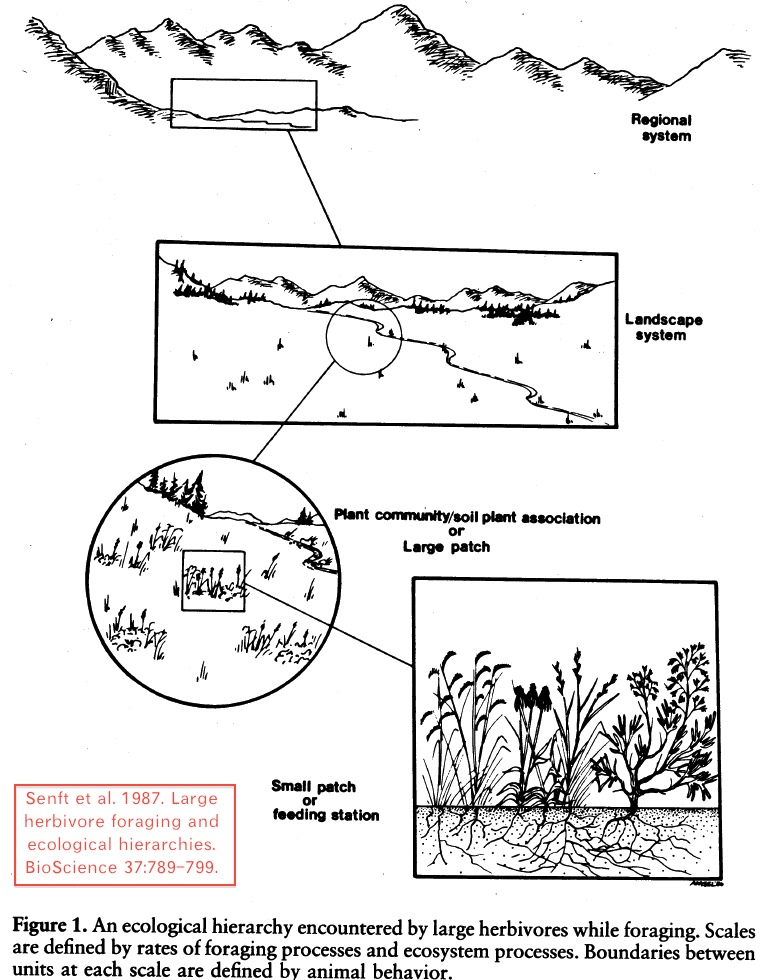 Regional
system
Landscape
system
Plant community/soil plant association
or
Large patch
Small patch
or
feeding station
Senft et al. 1987. Large
herbivore foraging and
ecological hierarchies.
BioScience 37:789–799.
Figure 1. An ecological hierarchy encountered by large herbivores while foraging. Scales
are defined by rates of foraging processes and ecosystem processes. Boundaries between
units at each scale are defined by animal behavior.